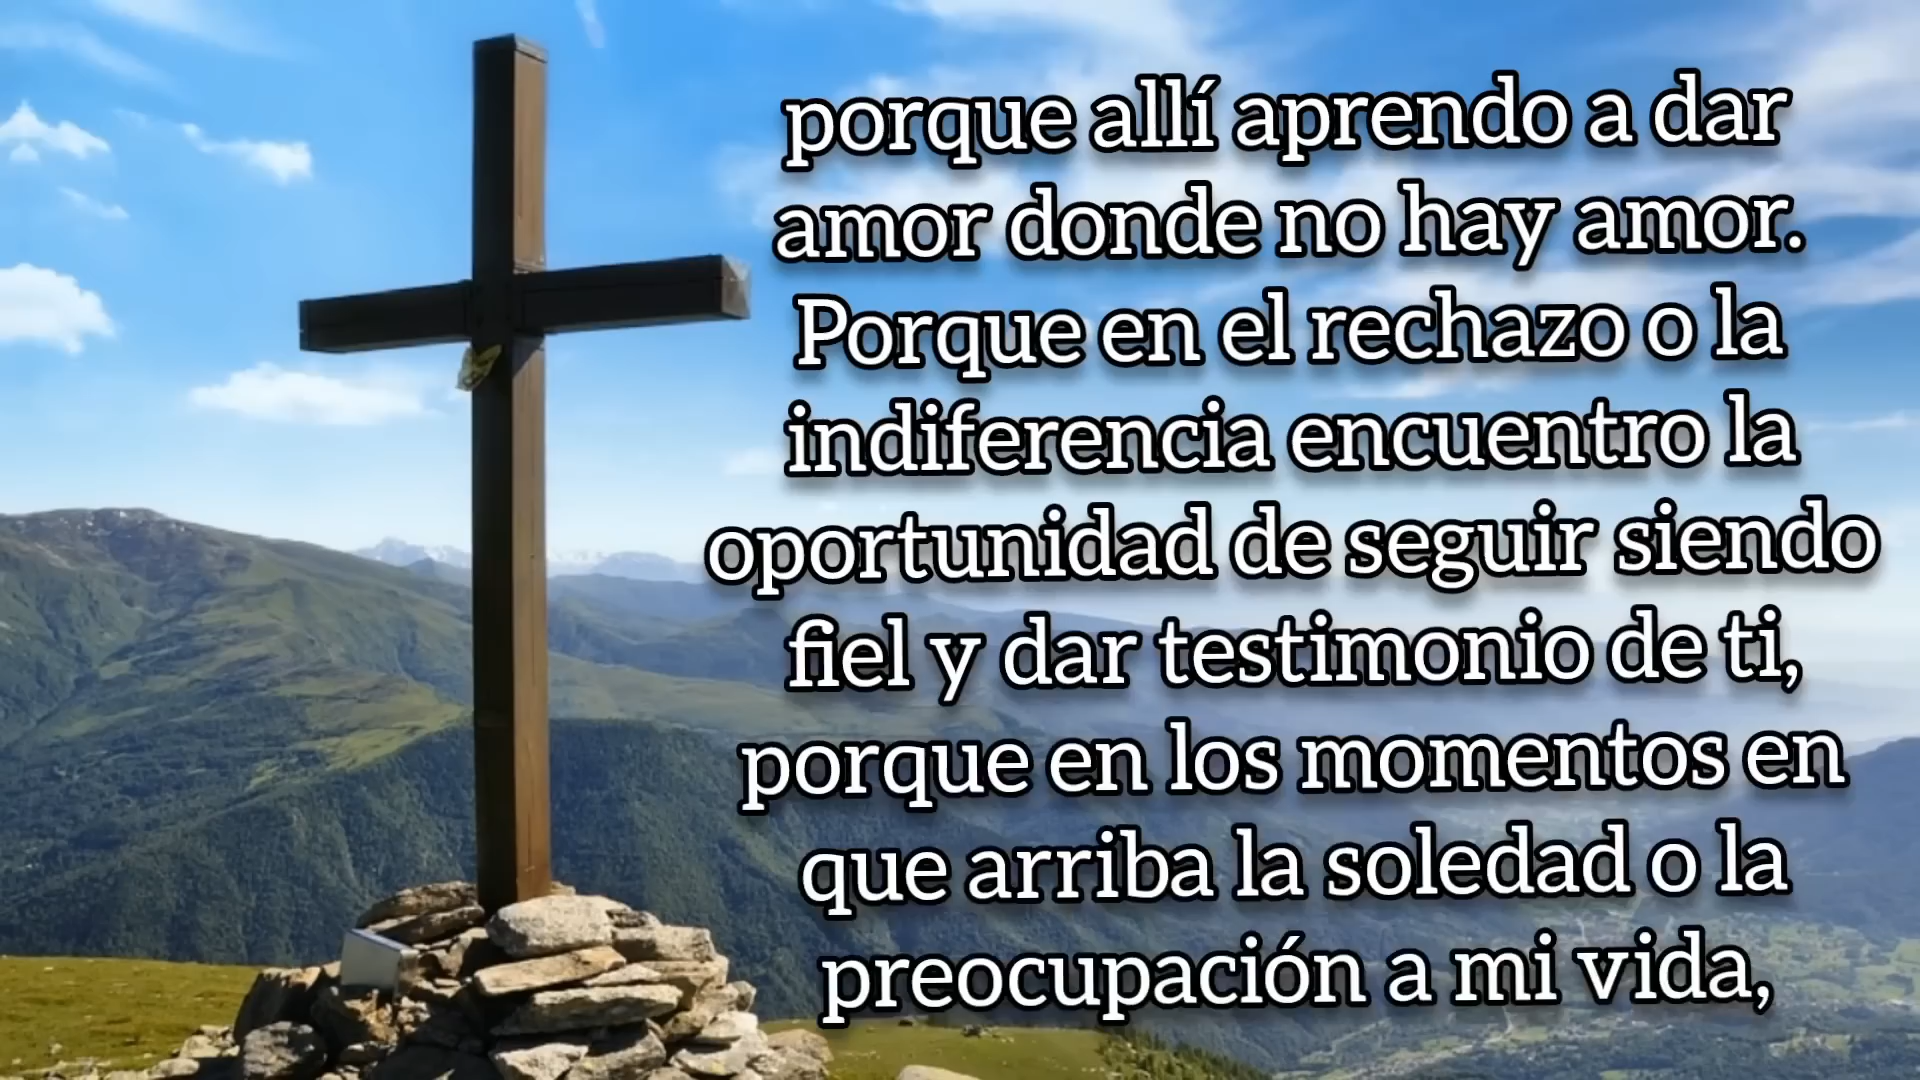 porque allí aprendo a dar
amor donde no hay amor.
Porque en el rechazo o la
indiferencia encuentro la
oportunidad de seguir siendo
fiel y dar testimonio de ti,
porque en los momentos en
que arriba la soledad o la
preocupación a mi vida,